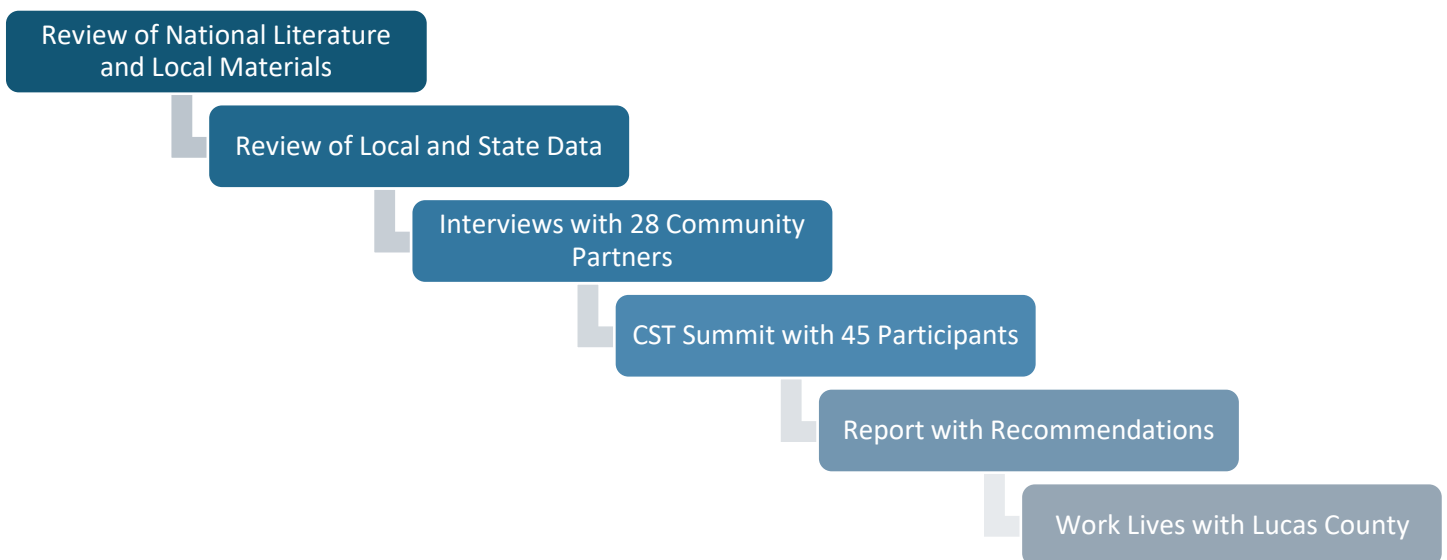 Review of National Literature
and Local Materials
Review of Local and State Data
Interviews with 28 Community
Partners
CST Summit with 45 Participants
Report with Recommendations
Work Lives with Lucas County